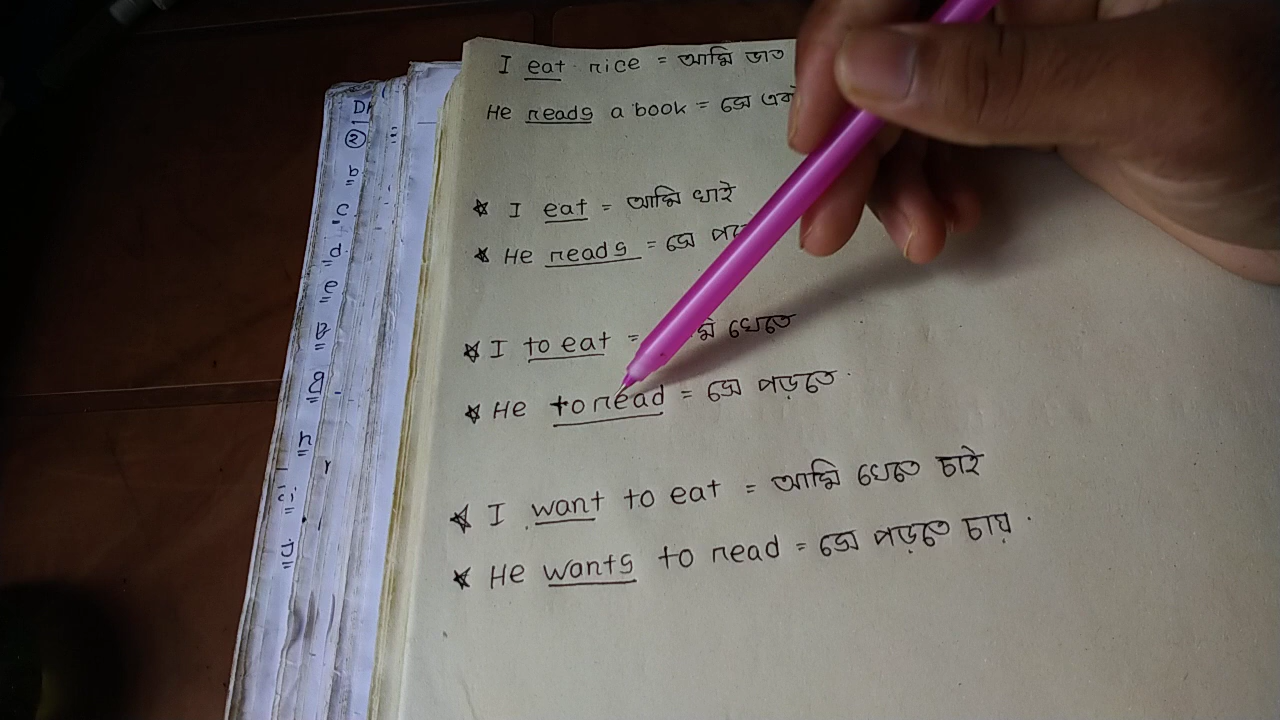 I eat rice = আমি ভাত
He reads a book = সে এক
★ I eat = আমি খাই
★ He reads = সে
★ I to eat = খেতে
★ He to read = সে পড়তে.
★ I want to eat = আমি খেতে চাই
★ He wants to read = সে পড়তে চায়.